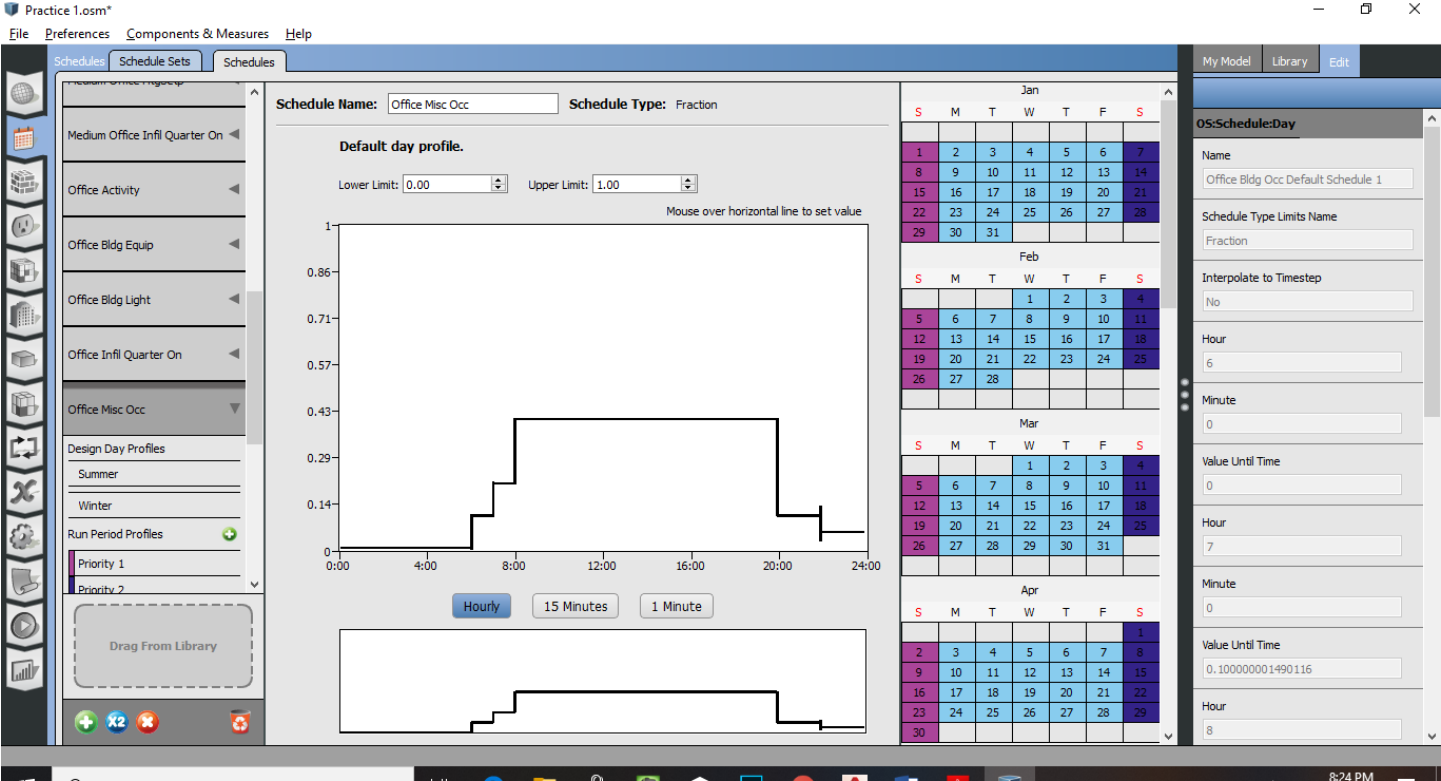 Practice 1.osm*
File Preferences Components & Measures Help
Schedules Schedule Sets Schedules
My Model Library Edit
Medium Office Infil Quarter On
Office Activity
Office Bldg Equip
Office Bldg Light
Office Infil Quarter On
Office Misc Occ
Design Day Profiles
Summer
Winter
Run Period Profiles
Priority 1
Priority 2
Drag From Library
X2
Schedule Name: Office Misc Occ Schedule Type: Fraction
Default day profile.
Lower Limit: 0.00 Upper Limit: 1.00
Mouse over horizontal line to set value
1
0.86
0.71
0.57
0.43
0.29
0.14
0
0:00 4:00 8:00 12:00 16:00 20:00 24:00
Hourly 15 Minutes 1 Minute
Jan
S M T W T F S
1 2 3 4 5 6 7
8 9 10 11 12 13 14
15 16 17 18 19 20 21
22 23 24 25 26 27 28
29 30 31
Feb
S M T W T F S
1 2 3 4
5 6 7 8 9 10 11
12 13 14 15 16 17 18
19 20 21 22 23 24 25
26 27 28
Mar
S M T W T F S
1 2 3 4
5 6 7 8 9 10 11
12 13 14 15 16 17 18
19 20 21 22 23 24 25
26 27 28 29 30 31
Apr
S M T W T F S
1
2 3 4 5 6 7 8
9 10 11 12 13 14 15
16 17 18 19 20 21 22
23 24 25 26 27 28 29
30
OS:Schedule:Day
Name
Office Bldg Occ Default Schedule 1
Schedule Type Limits Name
Fraction
Interpolate to Timestep
No
Hour
6
Minute
0
Value Until Time
0
Hour
7
Minute
0
Value Until Time
0.100000001490116
Hour
8
8:24 PM